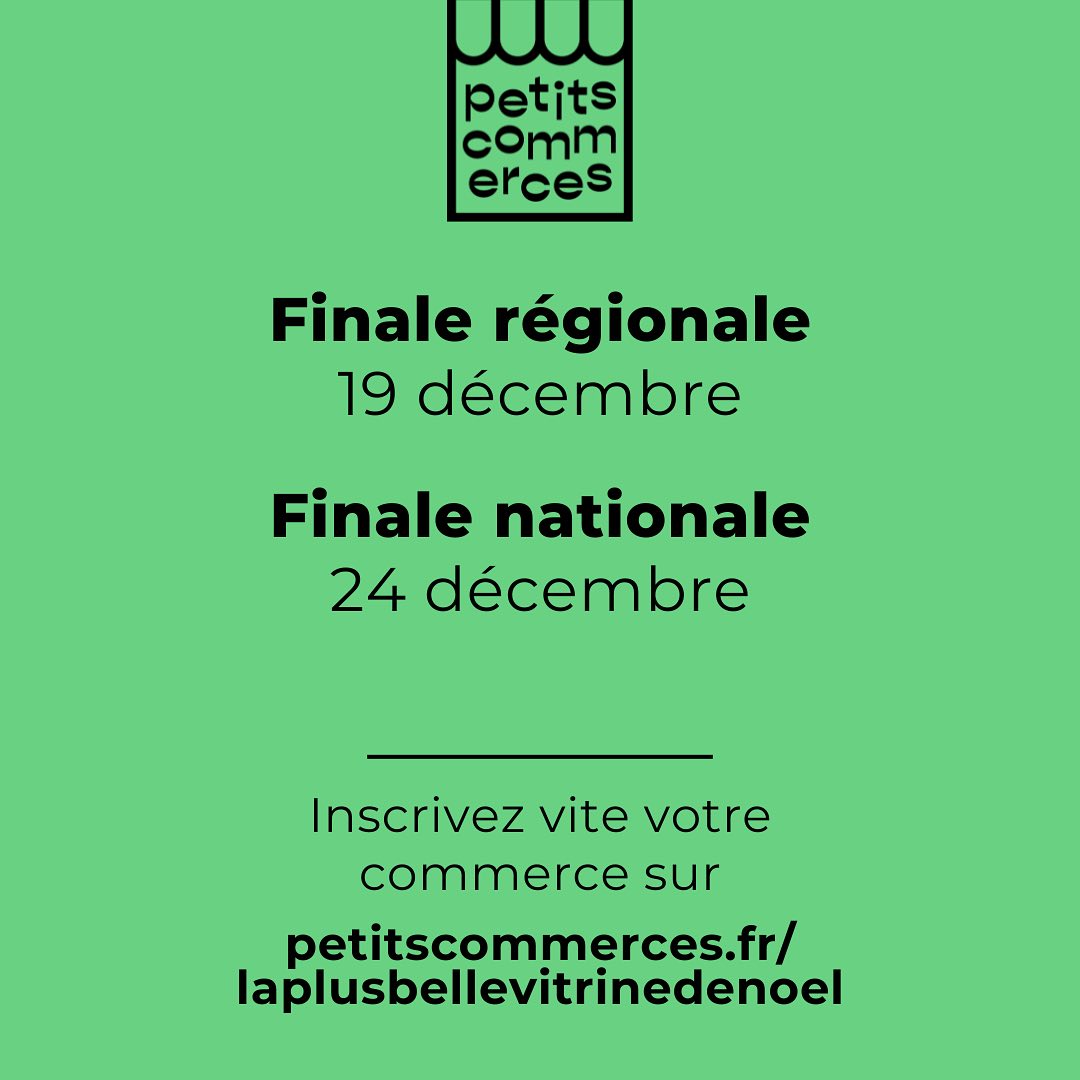 petits
comm
erces
Finale régionale
19 décembre
Finale nationale
24 décembre
Inscrivez vite votre
commerce sur
petitscommerces.fr/
laplusbellevitrinedenoel